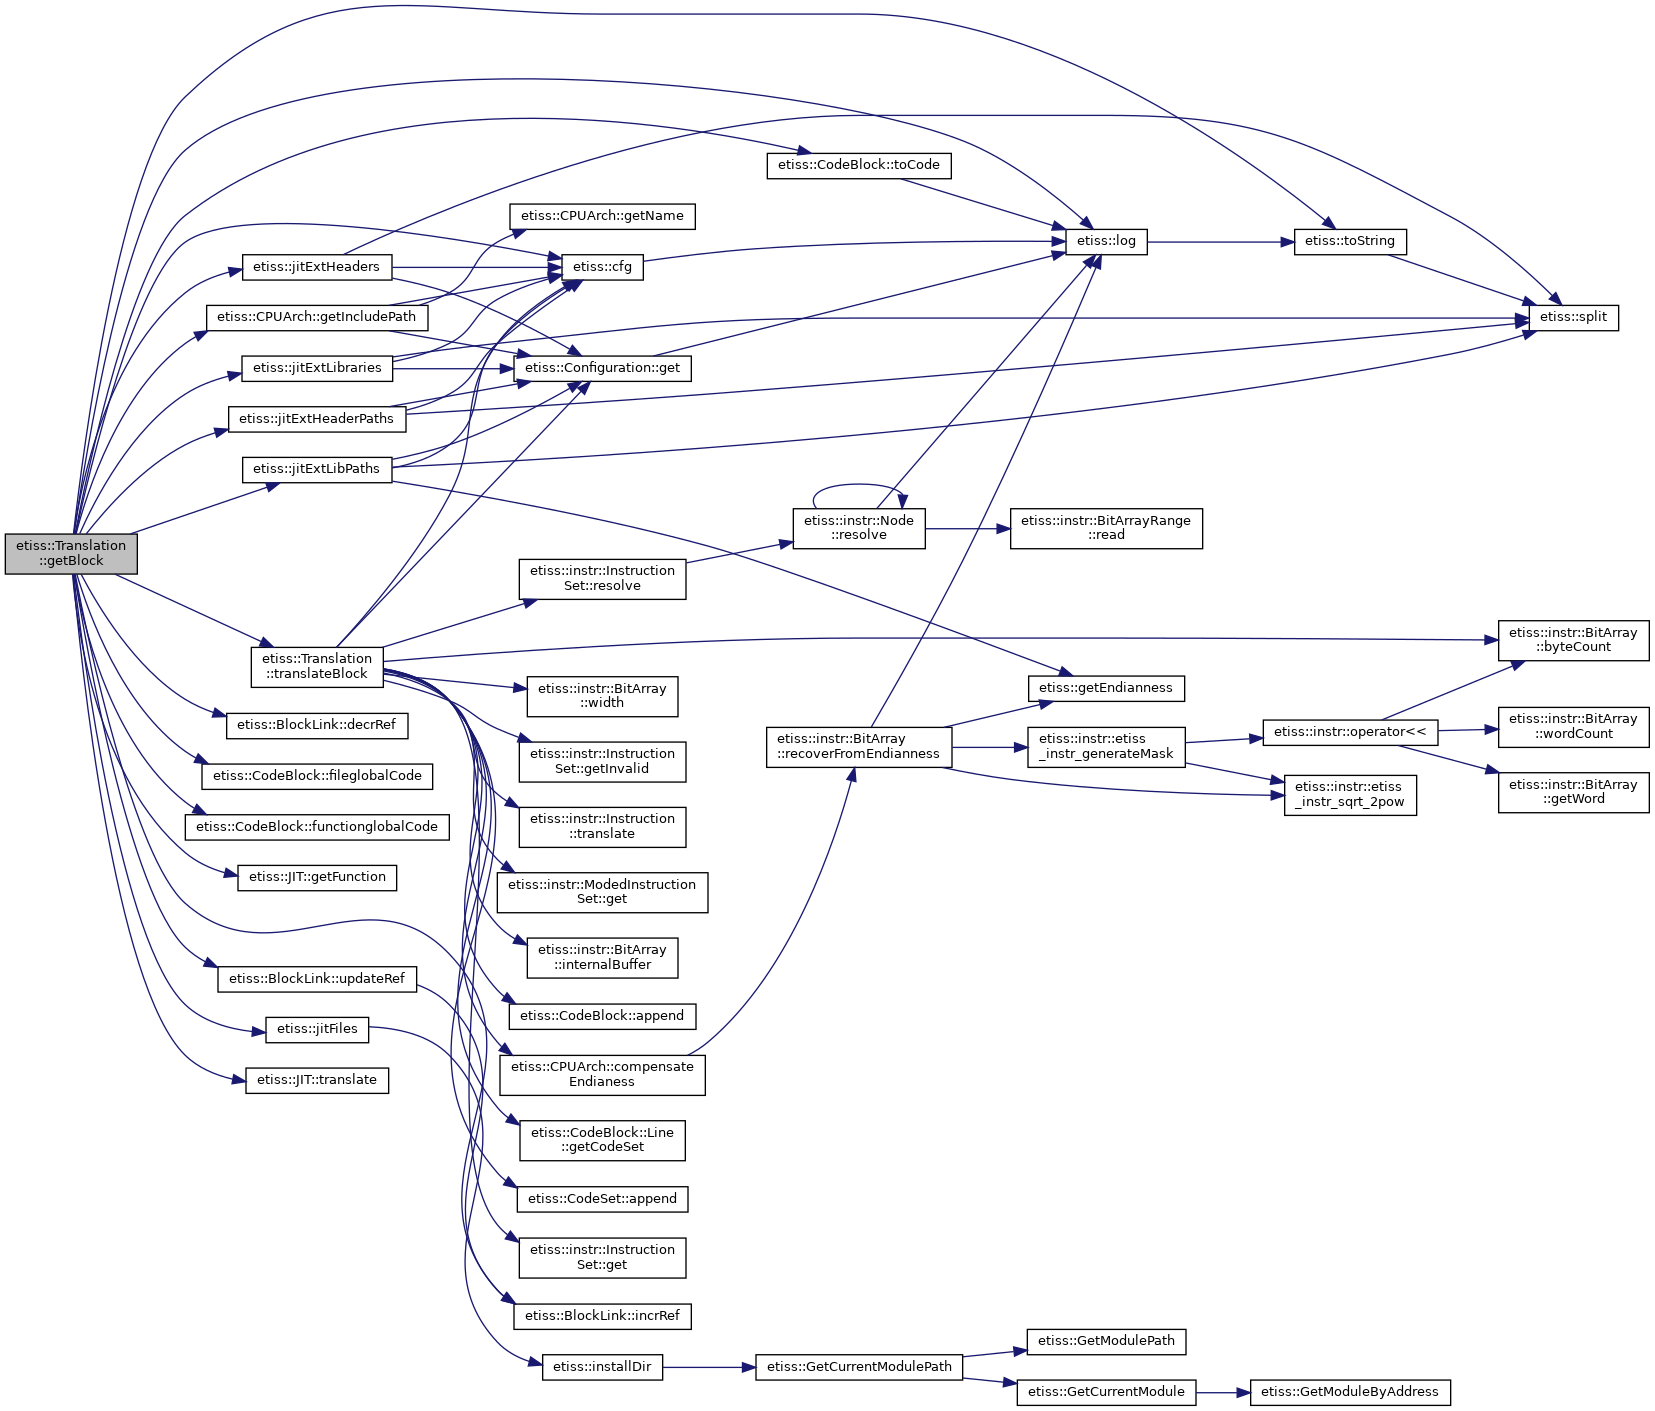 etiss::Translation
::getBlock
etiss::jitExtHeaders
etiss::CPUArch::getIncludePath
etiss::jitExtLibraries
etiss::jitExtHeaderPaths
etiss::jitExtLibPaths
etiss::Translation
::translateBlock
etiss::BlockLink::decrRef
etiss::CodeBlock::fileglobalCode
etiss::CodeBlock::functionglobalCode
etiss::JIT::getFunction
etiss::BlockLink::updateRef
etiss::jitFiles
etiss::JIT::translate
etiss::CPUArch::getName
etiss::cfg
etiss::Configuration::get
etiss::instr::Instruction
Set::resolve
etiss::instr::BitArray
::width
etiss::instr::Instruction
Set::getInvalid
etiss::instr::Instruction
::translate
etiss::instr::ModedInstruction
Set::get
etiss::instr::BitArray
::internalBuffer
etiss::CodeBlock::append
etiss::CPUArch::compensate
Endianess
etiss::CodeBlock::Line
::getCodeSet
etiss::CodeSet::append
etiss::instr::Instruction
Set::get
etiss::BlockLink::incrRef
etiss::installDir
etiss::CodeBlock::toCode
etiss::instr::Node
::resolve
etiss::instr::BitArray
::recoverFromEndianness
etiss::GetCurrentModulePath
etiss::log
etiss::instr::BitArrayRange
::read
etiss::getEndianness
etiss::instr::etiss
_instr_generateMask
etiss::GetModulePath
etiss::GetCurrentModule
etiss::toString
etiss::instr::operator<<
etiss::instr::etiss
_instr_sqrt_2pow
etiss::GetModuleByAddress
etiss::split
etiss::instr::BitArray
::byteCount
etiss::instr::BitArray
::wordCount
etiss::instr::BitArray
::getWord